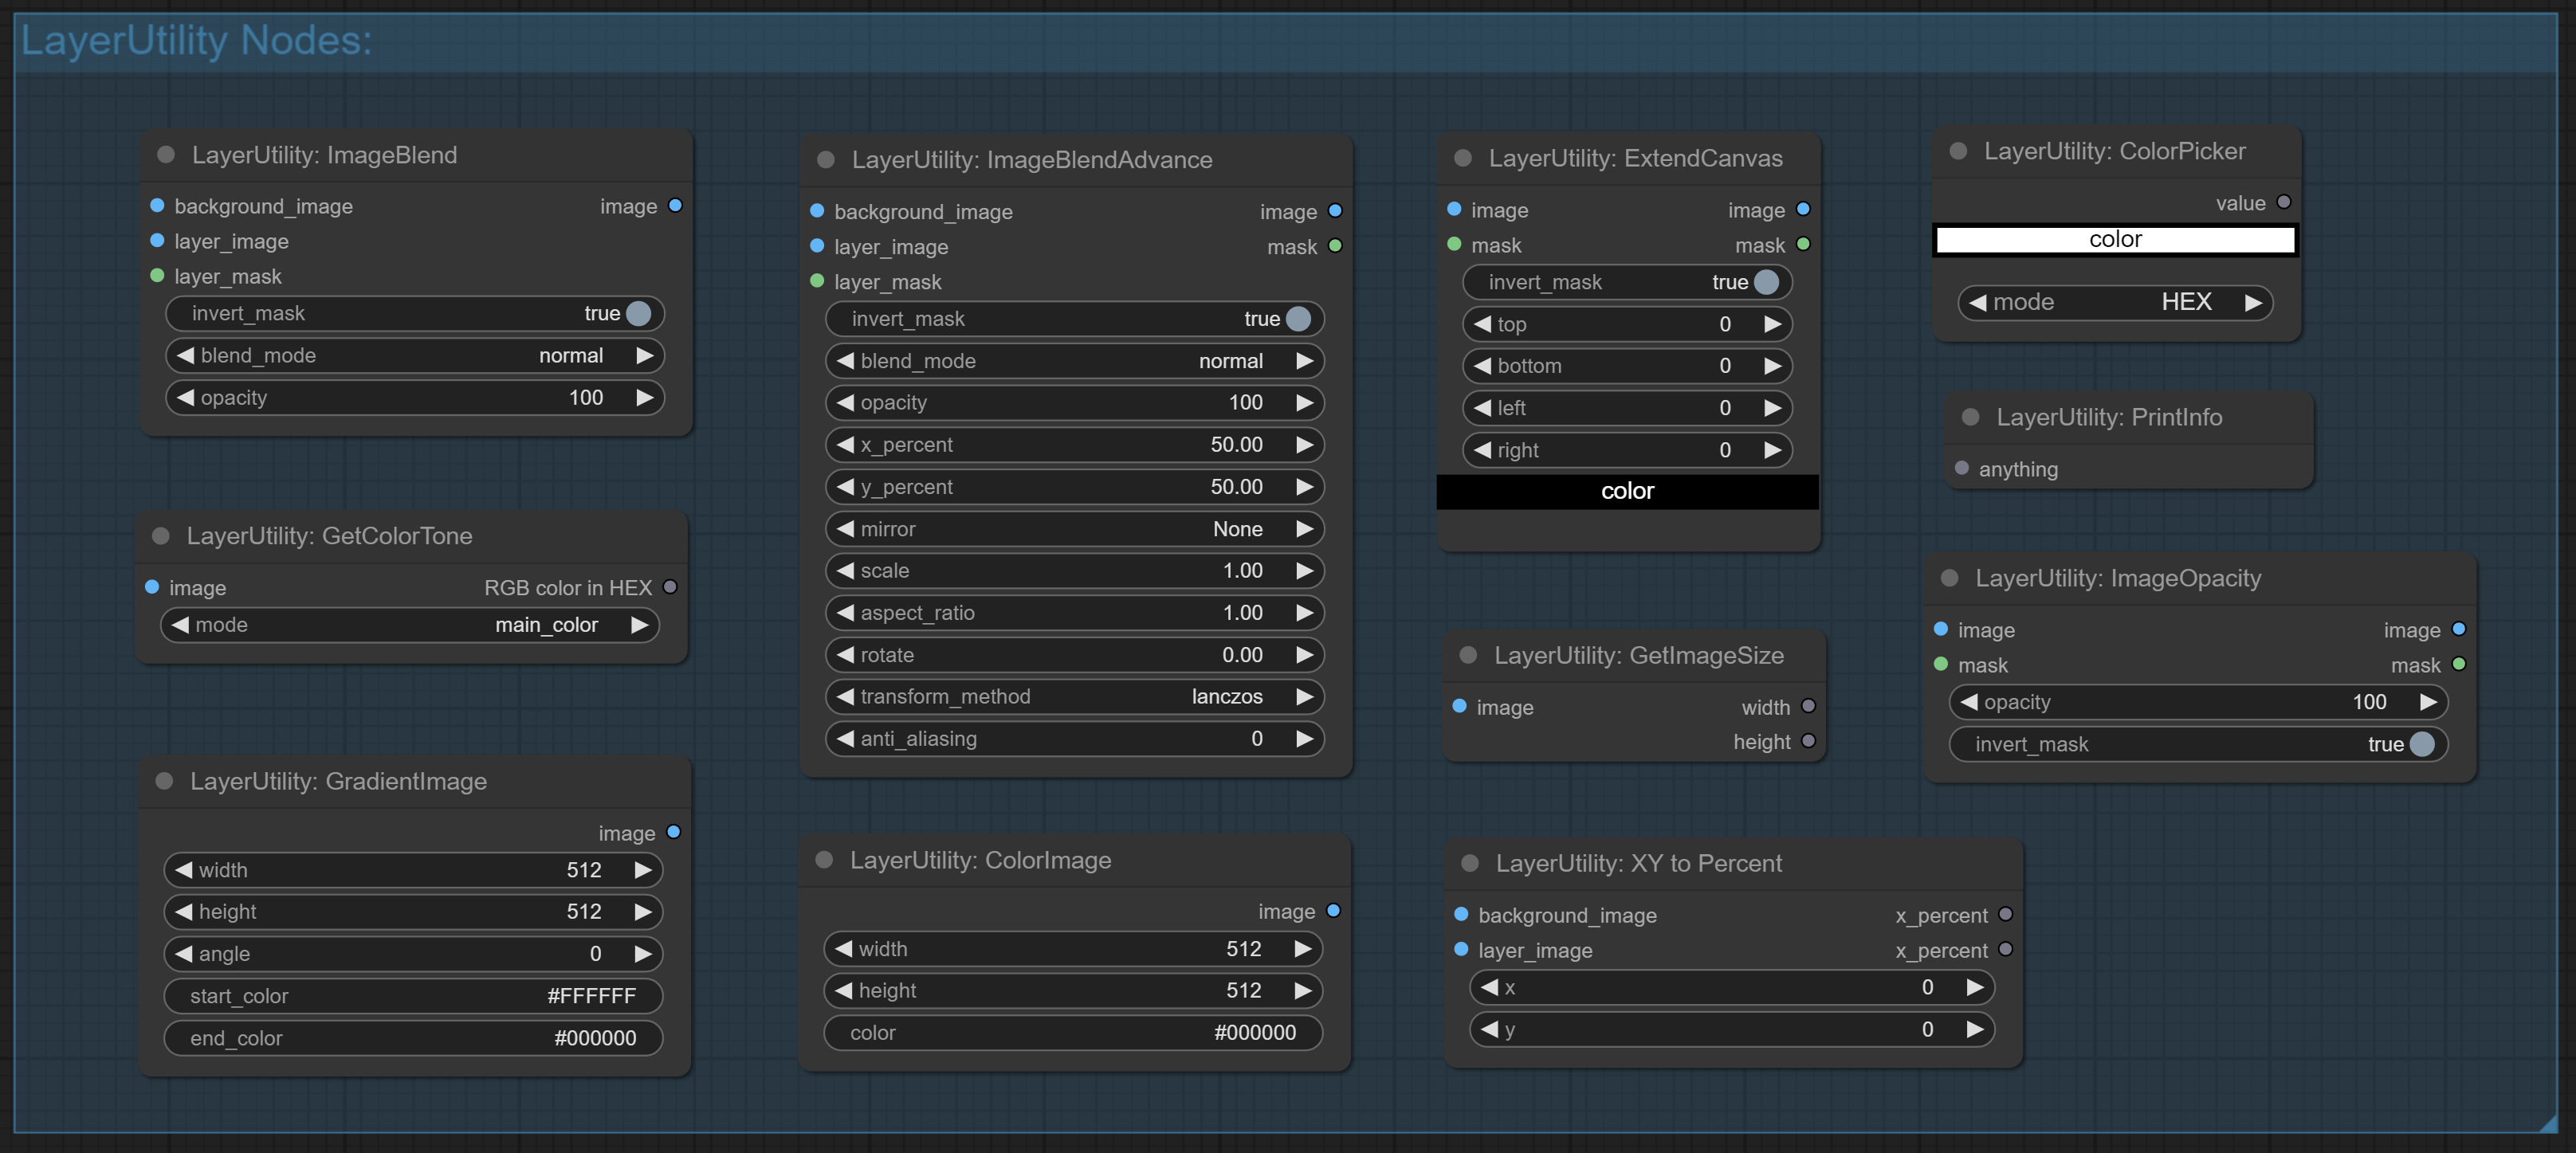 LayerUtility Nodes:
LayerUtility: ImageBlend
background_image image
layer_image
layer_mask
invert_mask true
blend_mode normal
opacity 100
LayerUtility: GetColorTone
image RGB color in HEX
mode main_color
LayerUtility: GradientImage
image
width 512
height 512
angle 0
start_color #FFFFFF
end_color #000000
LayerUtility: ImageBlendAdvance
background_image image
layer_image mask
layer_mask
invert_mask true
blend_mode normal
opacity 100
x_percent 50.00
y_percent 50.00
mirror None
scale 1.00
aspect_ratio 1.00
rotate 0.00
transform_method lanczos
anti_aliasing 0
LayerUtility: ColorImage
image
width 512
height 512
color #000000
LayerUtility: ExtendCanvas
image image
mask mask
invert_mask true
top 0
bottom 0
left 0
right 0
color
LayerUtility: GetImageSize
image width
height
LayerUtility: XY to Percent
background_image x_percent
layer_image x_percent
x 0
y 0
LayerUtility: ColorPicker
value
color
mode HEX
LayerUtility: PrintInfo
anything
LayerUtility: ImageOpacity
image image
mask mask
opacity 100
invert_mask true